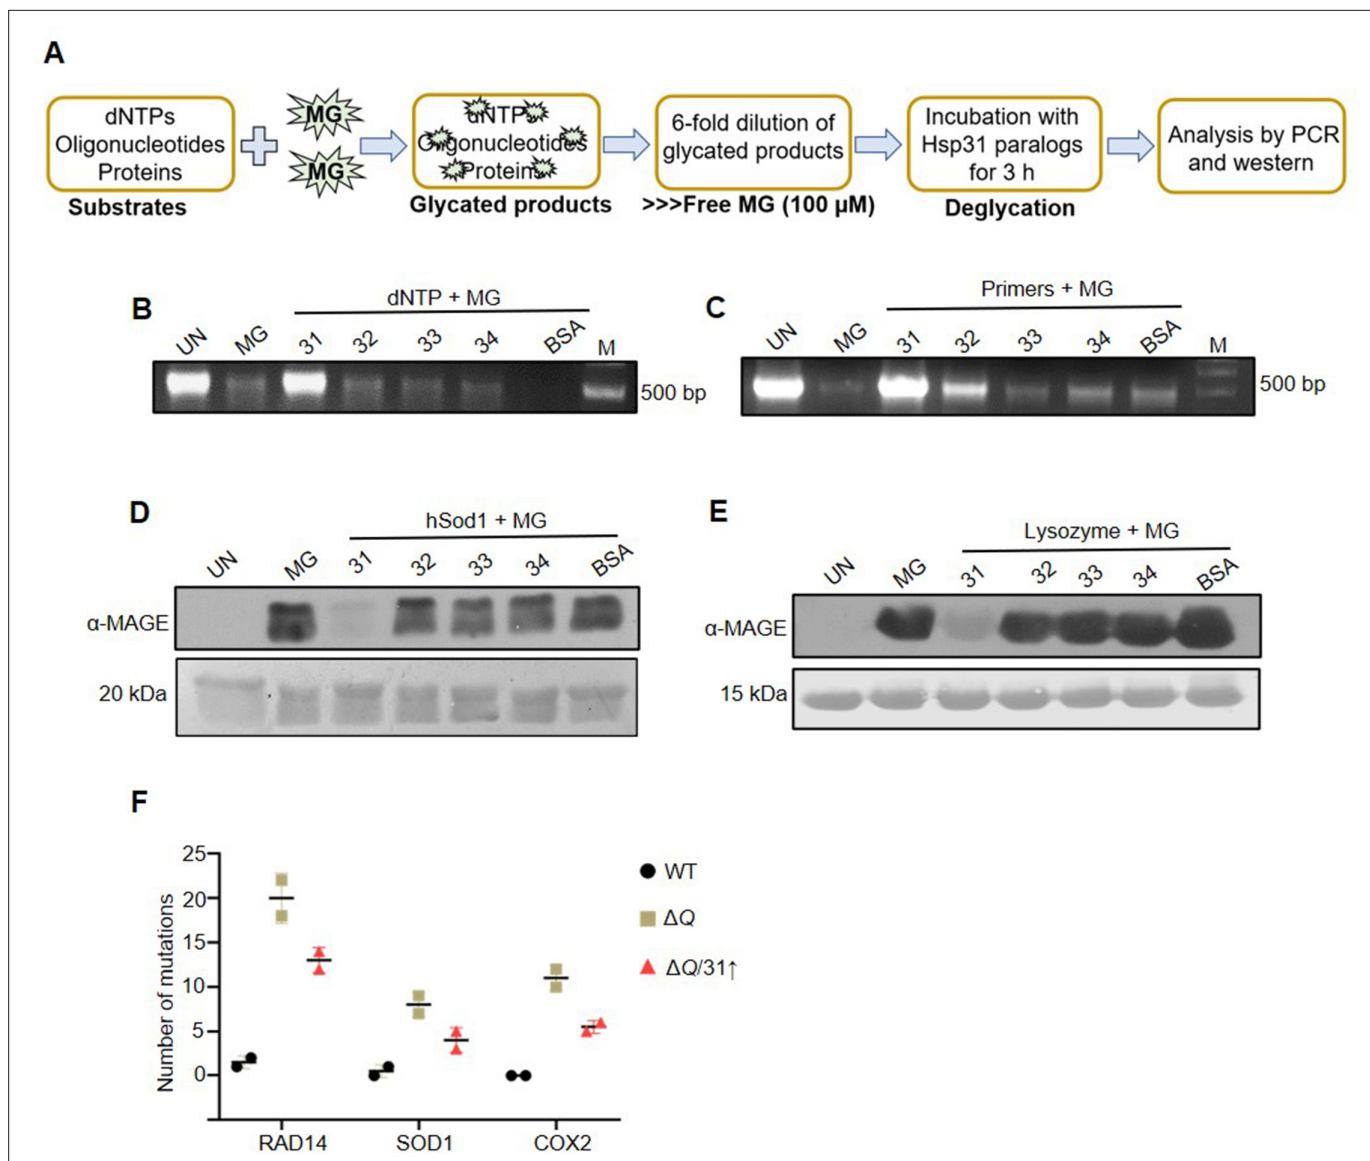 A
dNTPs
Oligonucleotides
Proteins
Substrates
MG
MG
dNTPs
Oligonucleotides
Proteins
Glycated products
6-fold dilution of
glycated products
>>>Free MG (100 µM)
Incubation with
Hsp31 paralogs
for 3 h
Deglycation
Analysis by PCR
and western
B
dNTP + MG
UN MG 31 32 33 34 BSA M
500 bp
C
Primers + MG
UN MG 31 32 33 34 BSA M
500 bp
D
hSod1 + MG
UN MG 31 32 33 34 BSA
α-MAGE
20 kDa
E
Lysozyme + MG
UN MG 31 32 33 34 BSA
α-MAGE
15 kDa
F
Number of mutations
25
20
15
10
5
0
RAD14 SOD1 COX2
WT
ΔQ
ΔQ/31↑